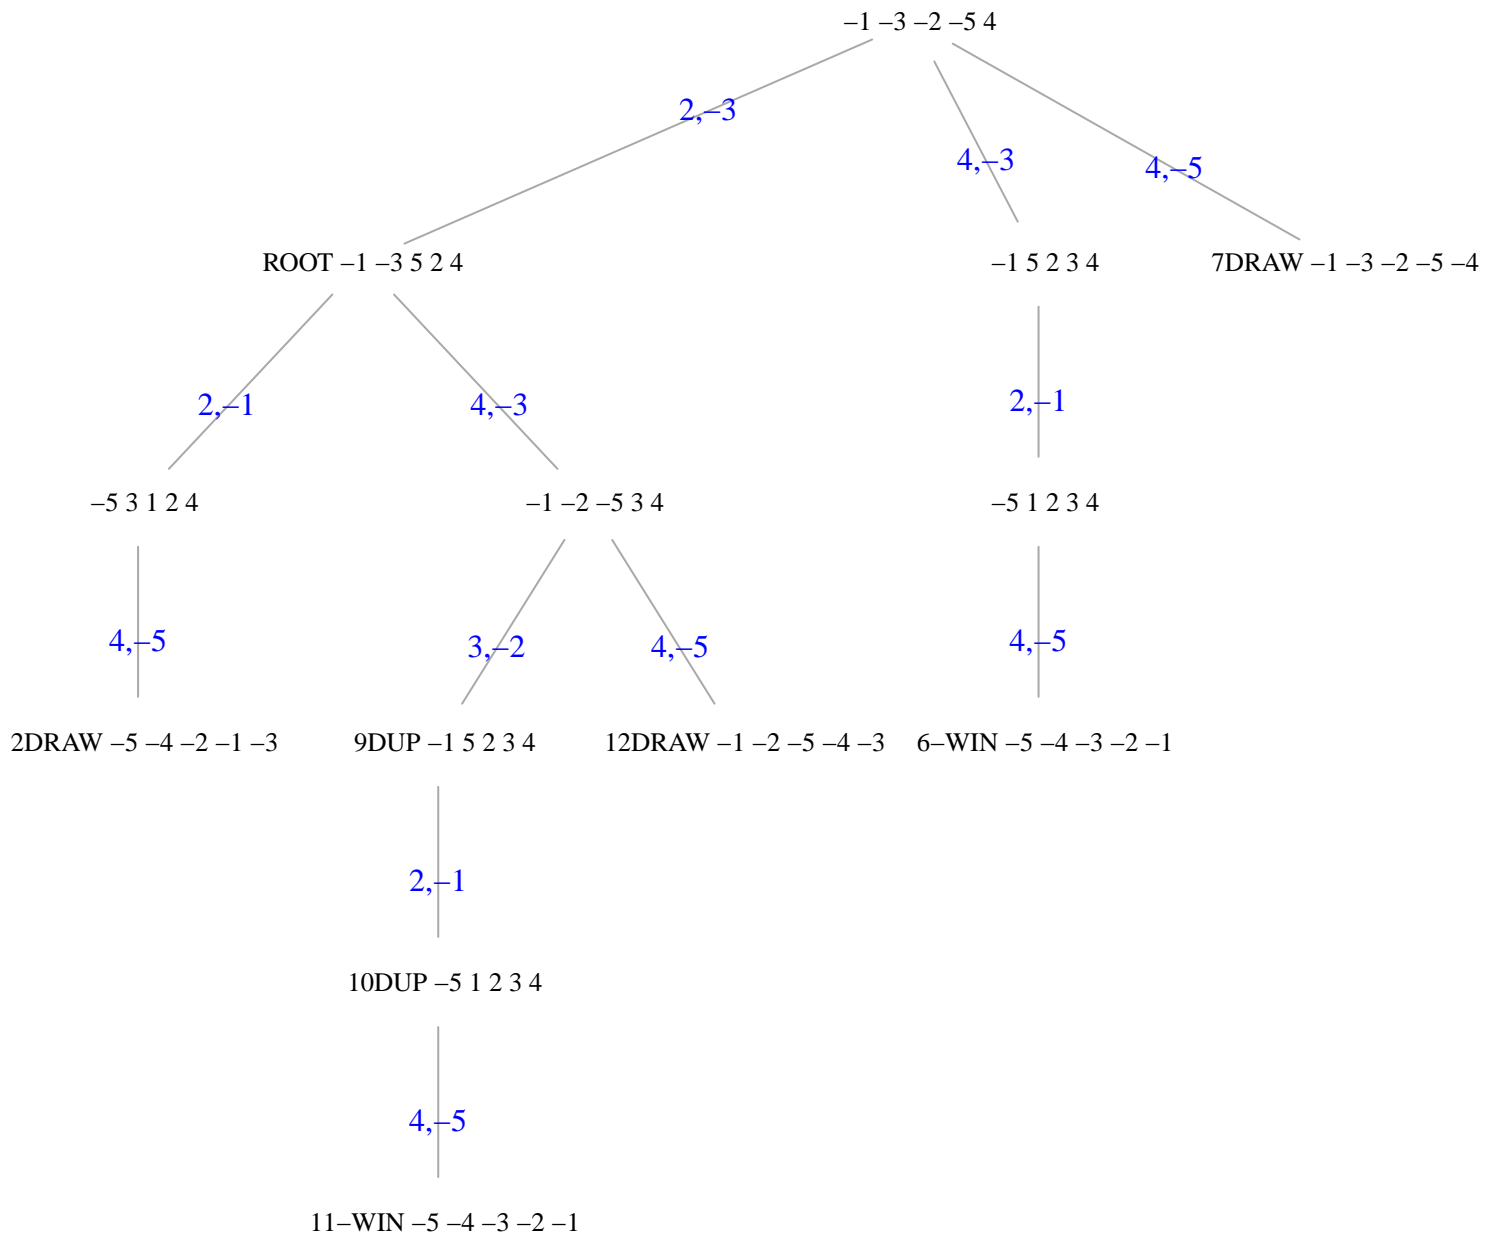 –1 –3 –2 –5 4
2,–3
4,–3
4,–5
ROOT –1 –3 5 2 4
–1 5 2 3 4
7DRAW –1 –3 –2 –5 –4
2,–1
4,–3
2,–1
–5 3 1 2 4
–1 –2 –5 3 4
–5 1 2 3 4
4,–5
3,–2
4,–5
4,–5
2DRAW –5 –4 –2 –1 –3
9DUP –1 5 2 3 4
12DRAW –1 –2 –5 –4 –3
6–WIN –5 –4 –3 –2 –1
2,–1
10DUP –5 1 2 3 4
4,–5
11–WIN –5 –4 –3 –2 –1